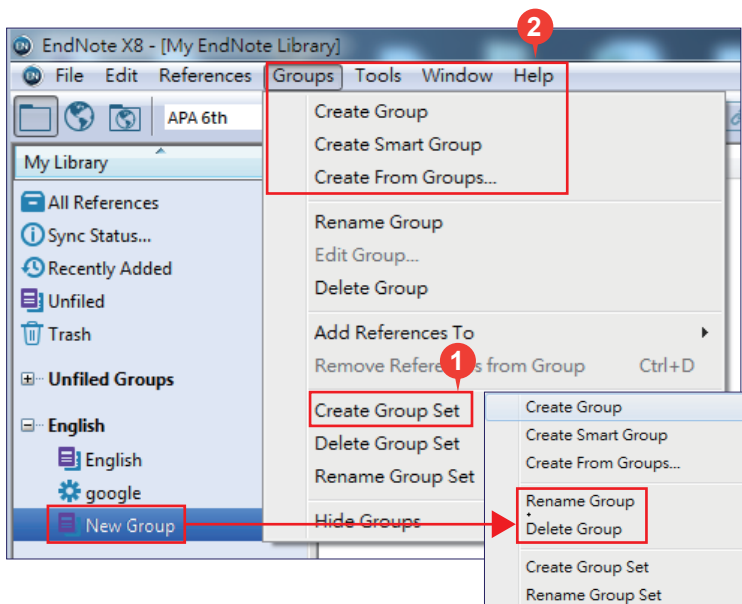 2
EndNote X8 - [My EndNote Library]
File Edit References Groups Tools Window Help
APA 6th
My Library
All References
Sync Status...
Recently Added
Unfiled
Trash
Unfiled Groups
English
English
google
New Group
Create Group
Create Smart Group
Create From Groups...
Rename Group
Edit Group...
Delete Group
Add References To
Remove References from Group Ctrl+D
1
Create Group Set
Delete Group Set
Rename Group Set
Hide Groups
Create Group
Create Smart Group
Create From Groups...
Rename Group
Delete Group
Create Group Set
Rename Group Set